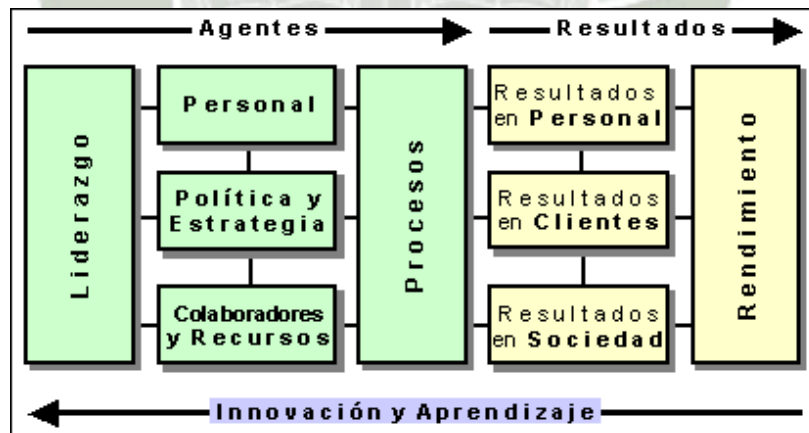 Agentes
Resultados
Liderazgo
Personal
Política y
Estrategia
Colaboradores
y Recursos
Procesos
Resultados
en Personal
Resultados
en Clientes
Resultados
en Sociedad
Rendimiento
Innovación y Aprendizaje